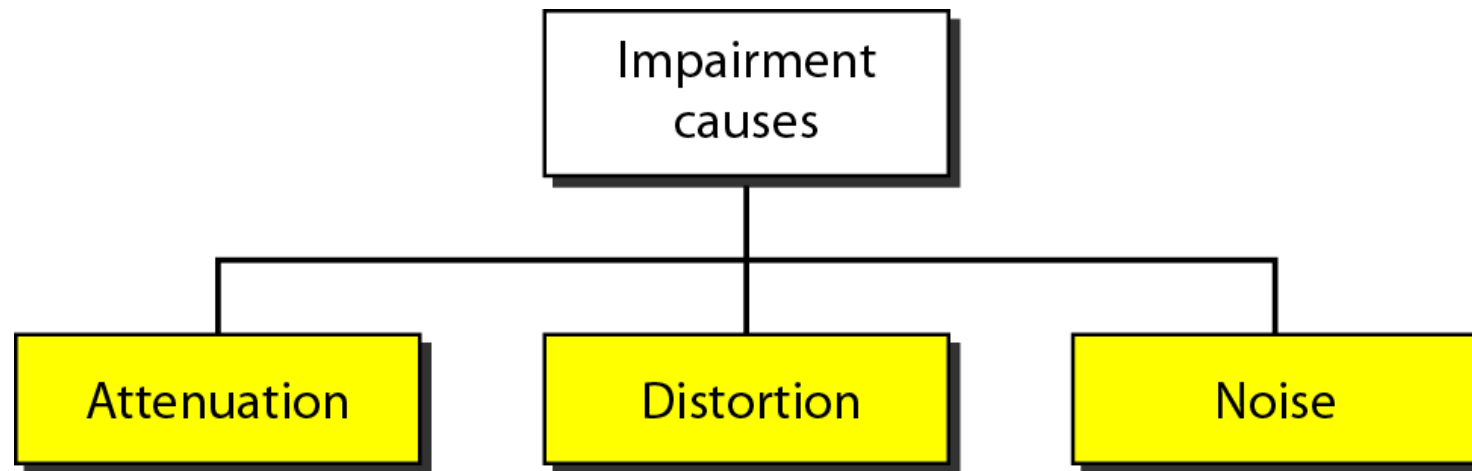 Impairment
causes
Attenuation
Distortion
Noise